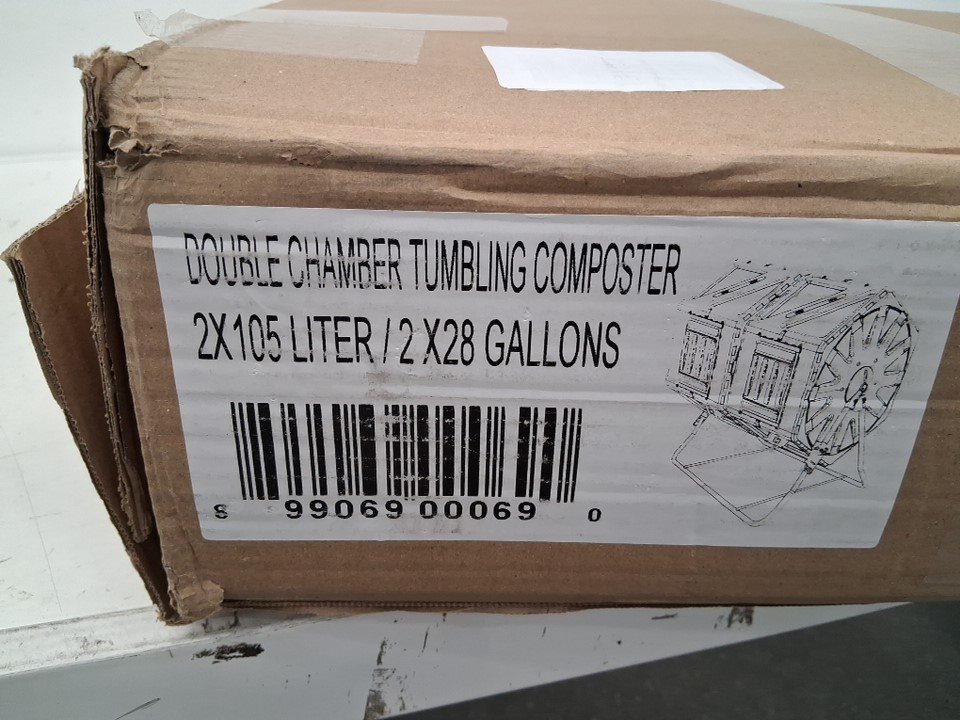 DOUBLE CHAMBER TUMBLING COMPOSTER
2X105 LITER / 2 X28 GALLONS
8 99069 00069 0